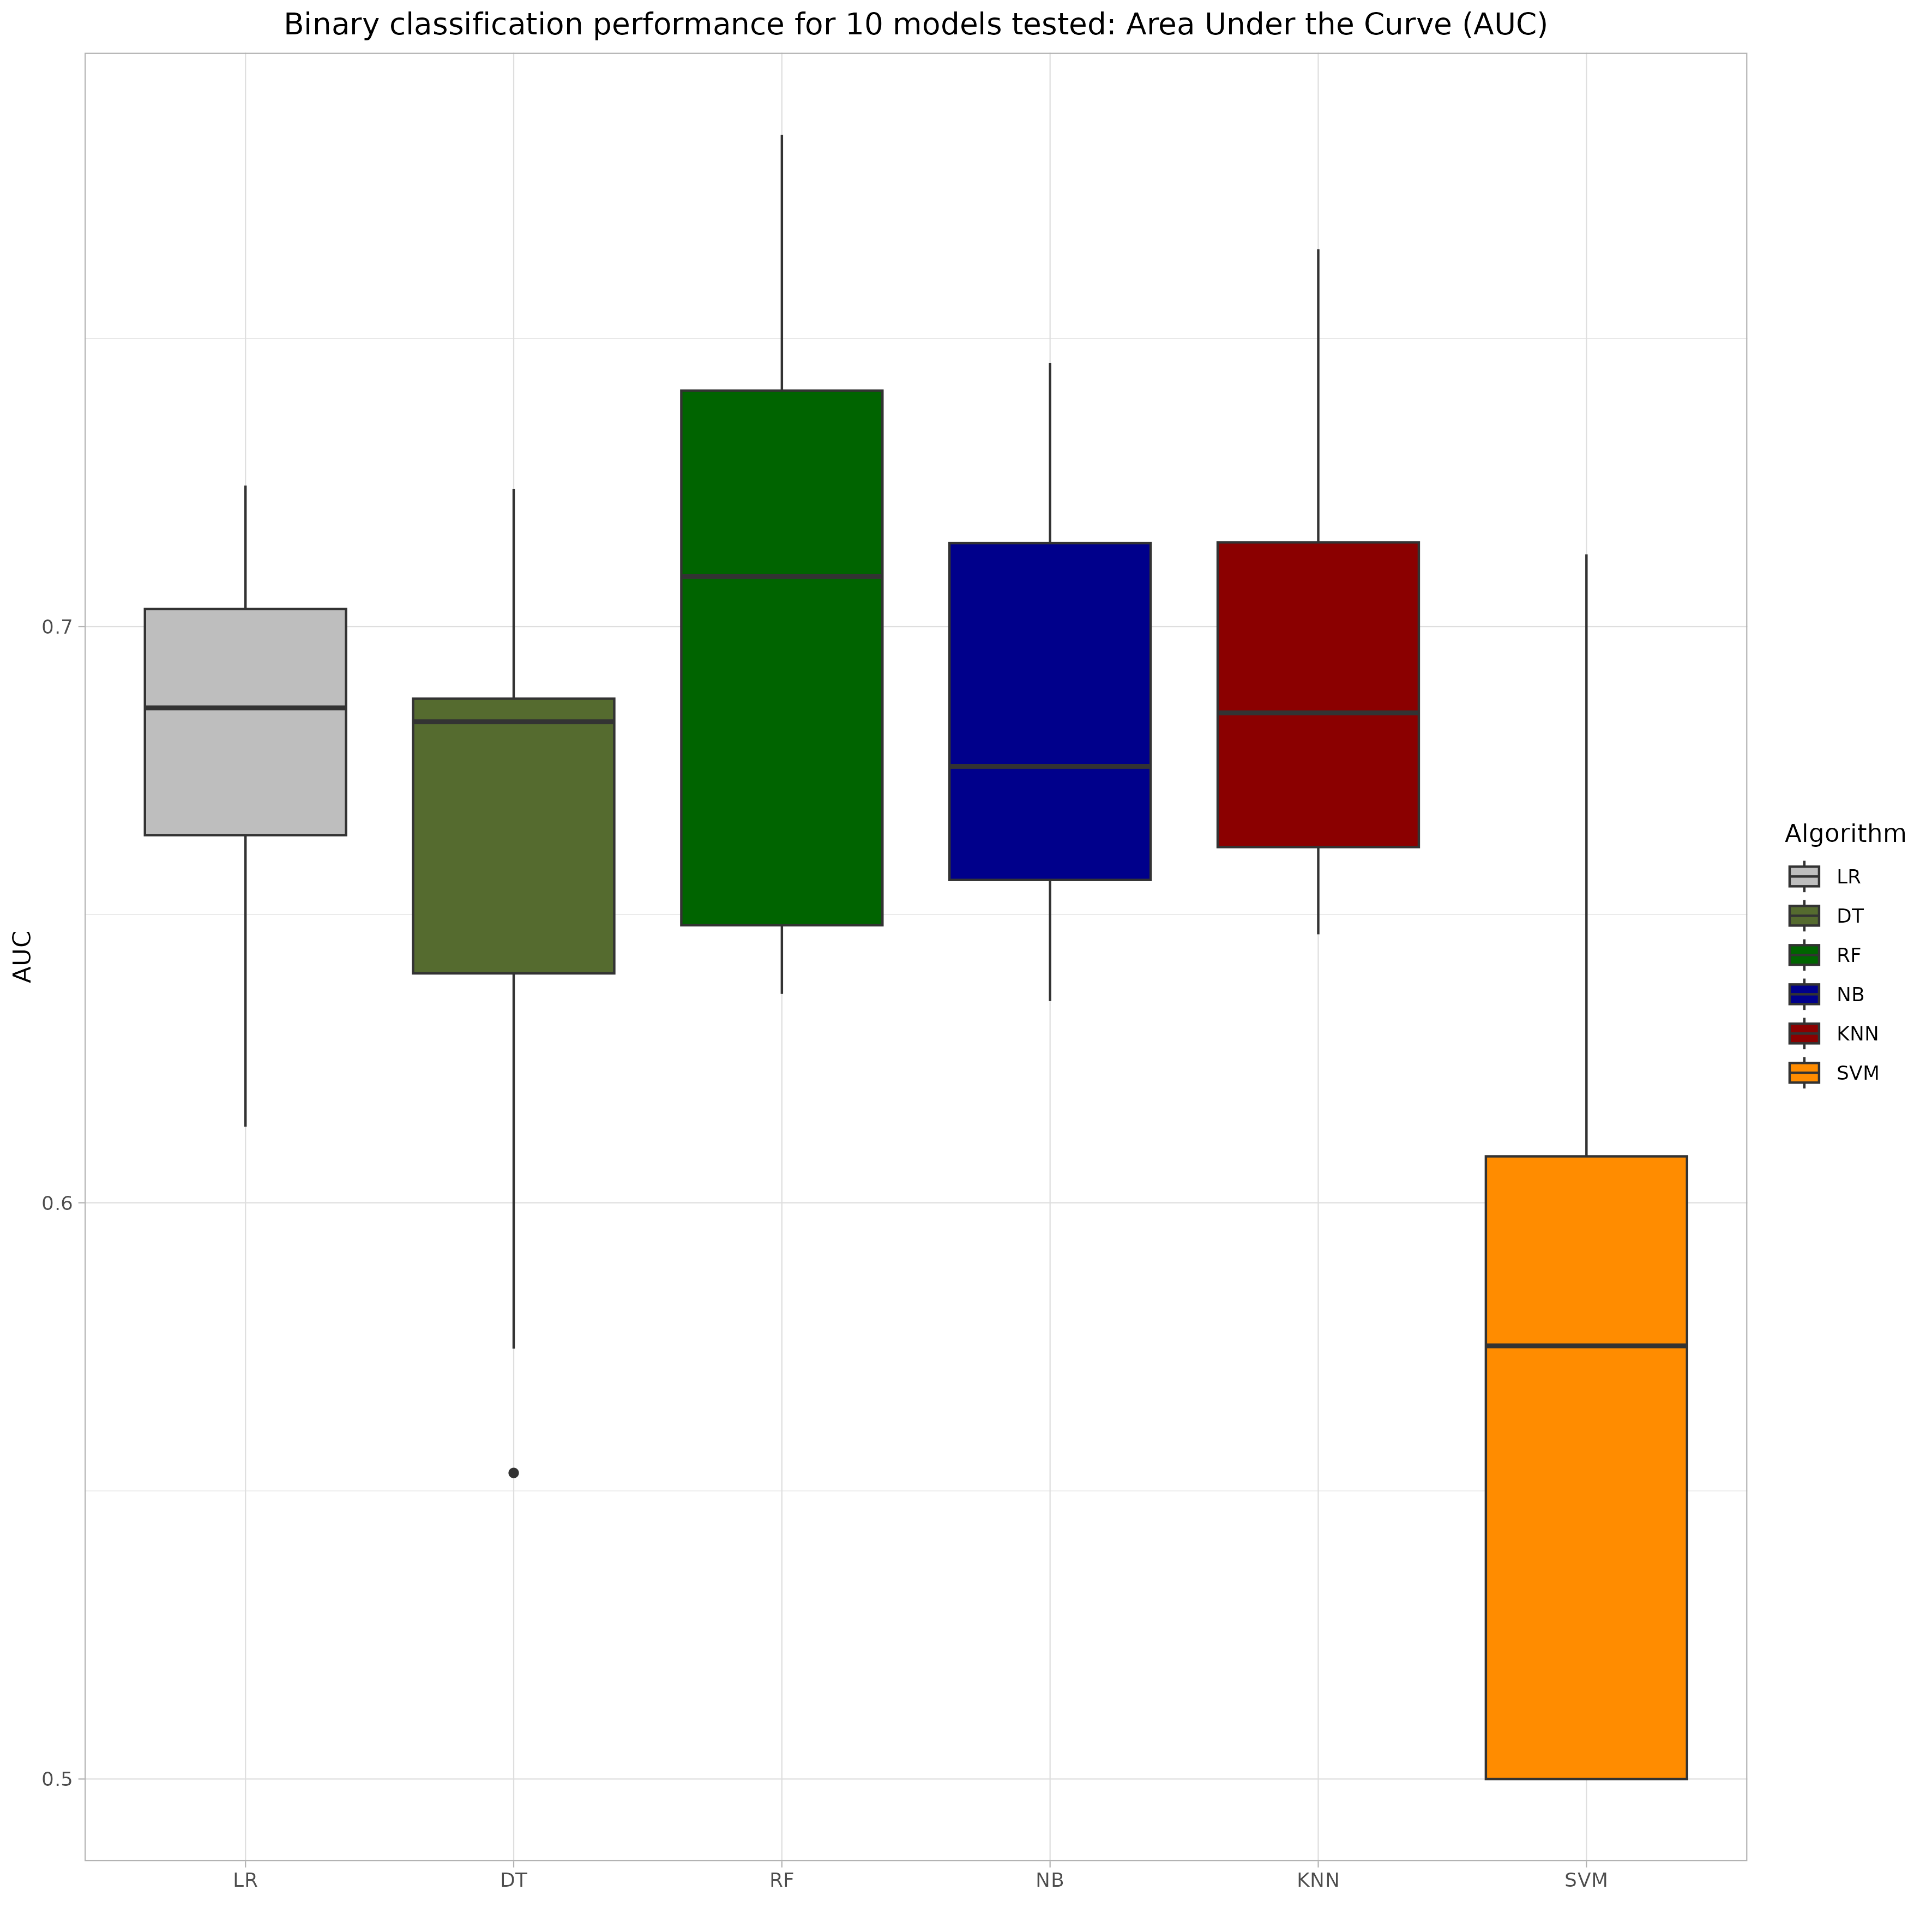 Binary classification performance for 10 models tested: Area Under the Curve (AUC)
AUC
0.7
0.6
0.5
LR DT RF NB KNN SVM
Algorithm
LR
DT
RF
NB
KNN
SVM